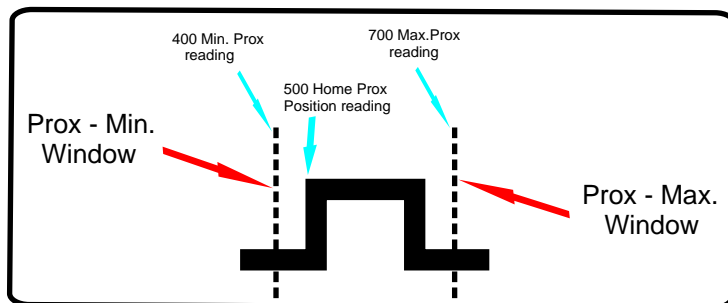 400 Min. Prox
reading
700 Max.Prox
reading
500 Home Prox
Position reading
Prox - Min.
Window
Prox - Max.
Window